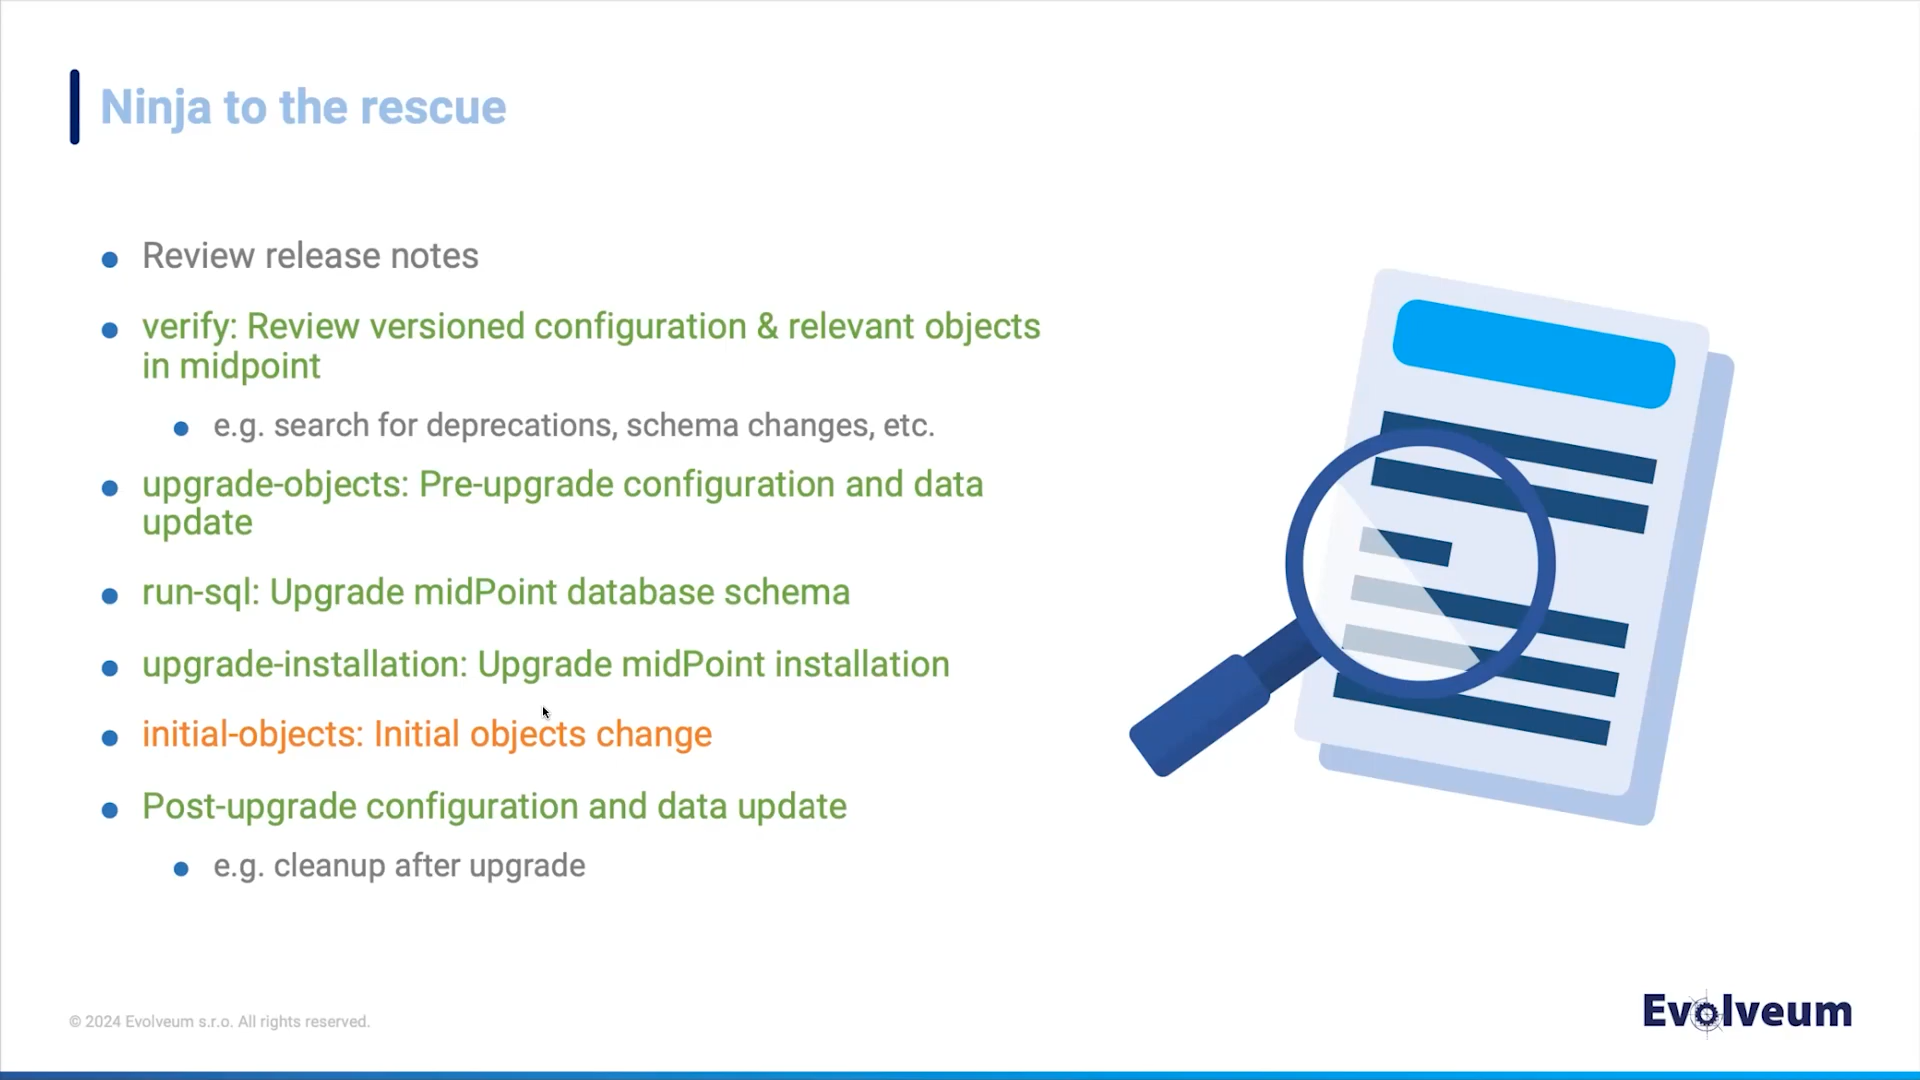 Ninja to the rescue
Review release notes
verify: Review versioned configuration & relevant objects
in midpoint
e.g. search for deprecations, schema changes, etc.
upgrade-objects: Pre-upgrade configuration and data
update
run-sql: Upgrade midPoint database schema
upgrade-installation: Upgrade midPoint installation
initial-objects: Initial objects change
Post-upgrade configuration and data update
e.g. cleanup after upgrade
© 2024 Evolveum s.r.o. All rights reserved.
Evolveum